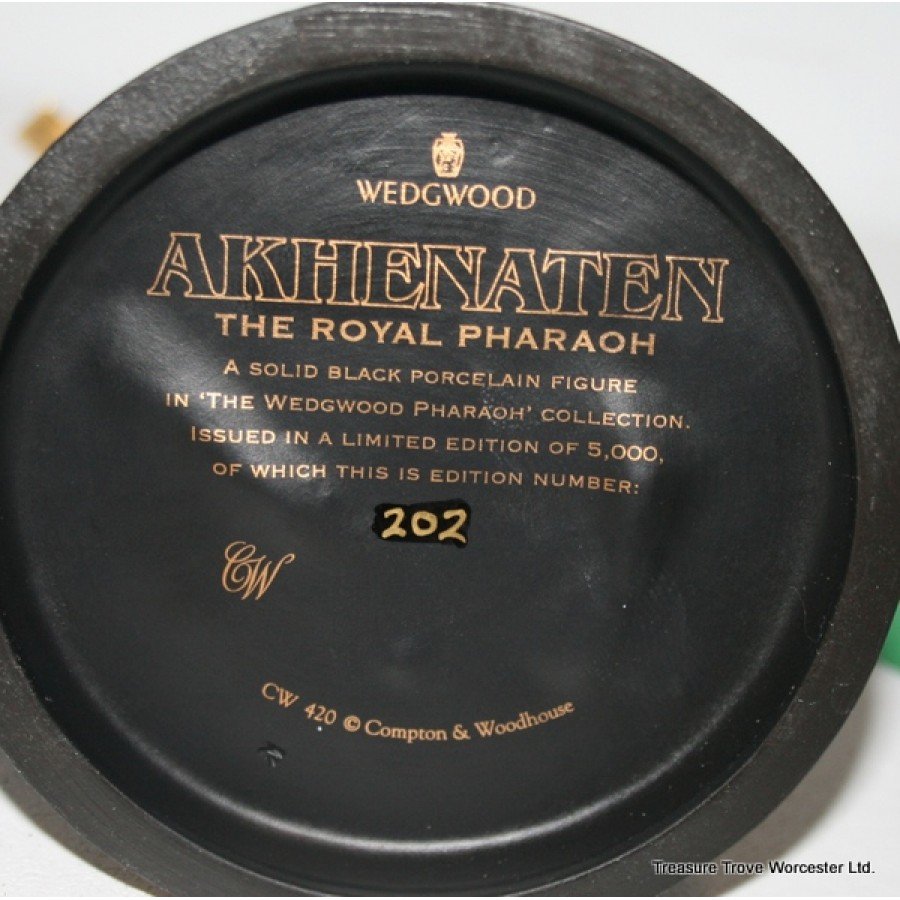 WEDGWOOD
AKHENATEN
THE ROYAL PHARAOH
A SOLID BLACK PORCELAIN FIGURE
IN 'THE WEDGWOOD PHARAOH' COLLECTION.
ISSUED IN A LIMITED EDITION OF 5,000,
OF WHICH THIS IS EDITION NUMBER:
202
CW
CW 420 © Compton & Woodhouse
Treasure Trove Worcester Ltd.